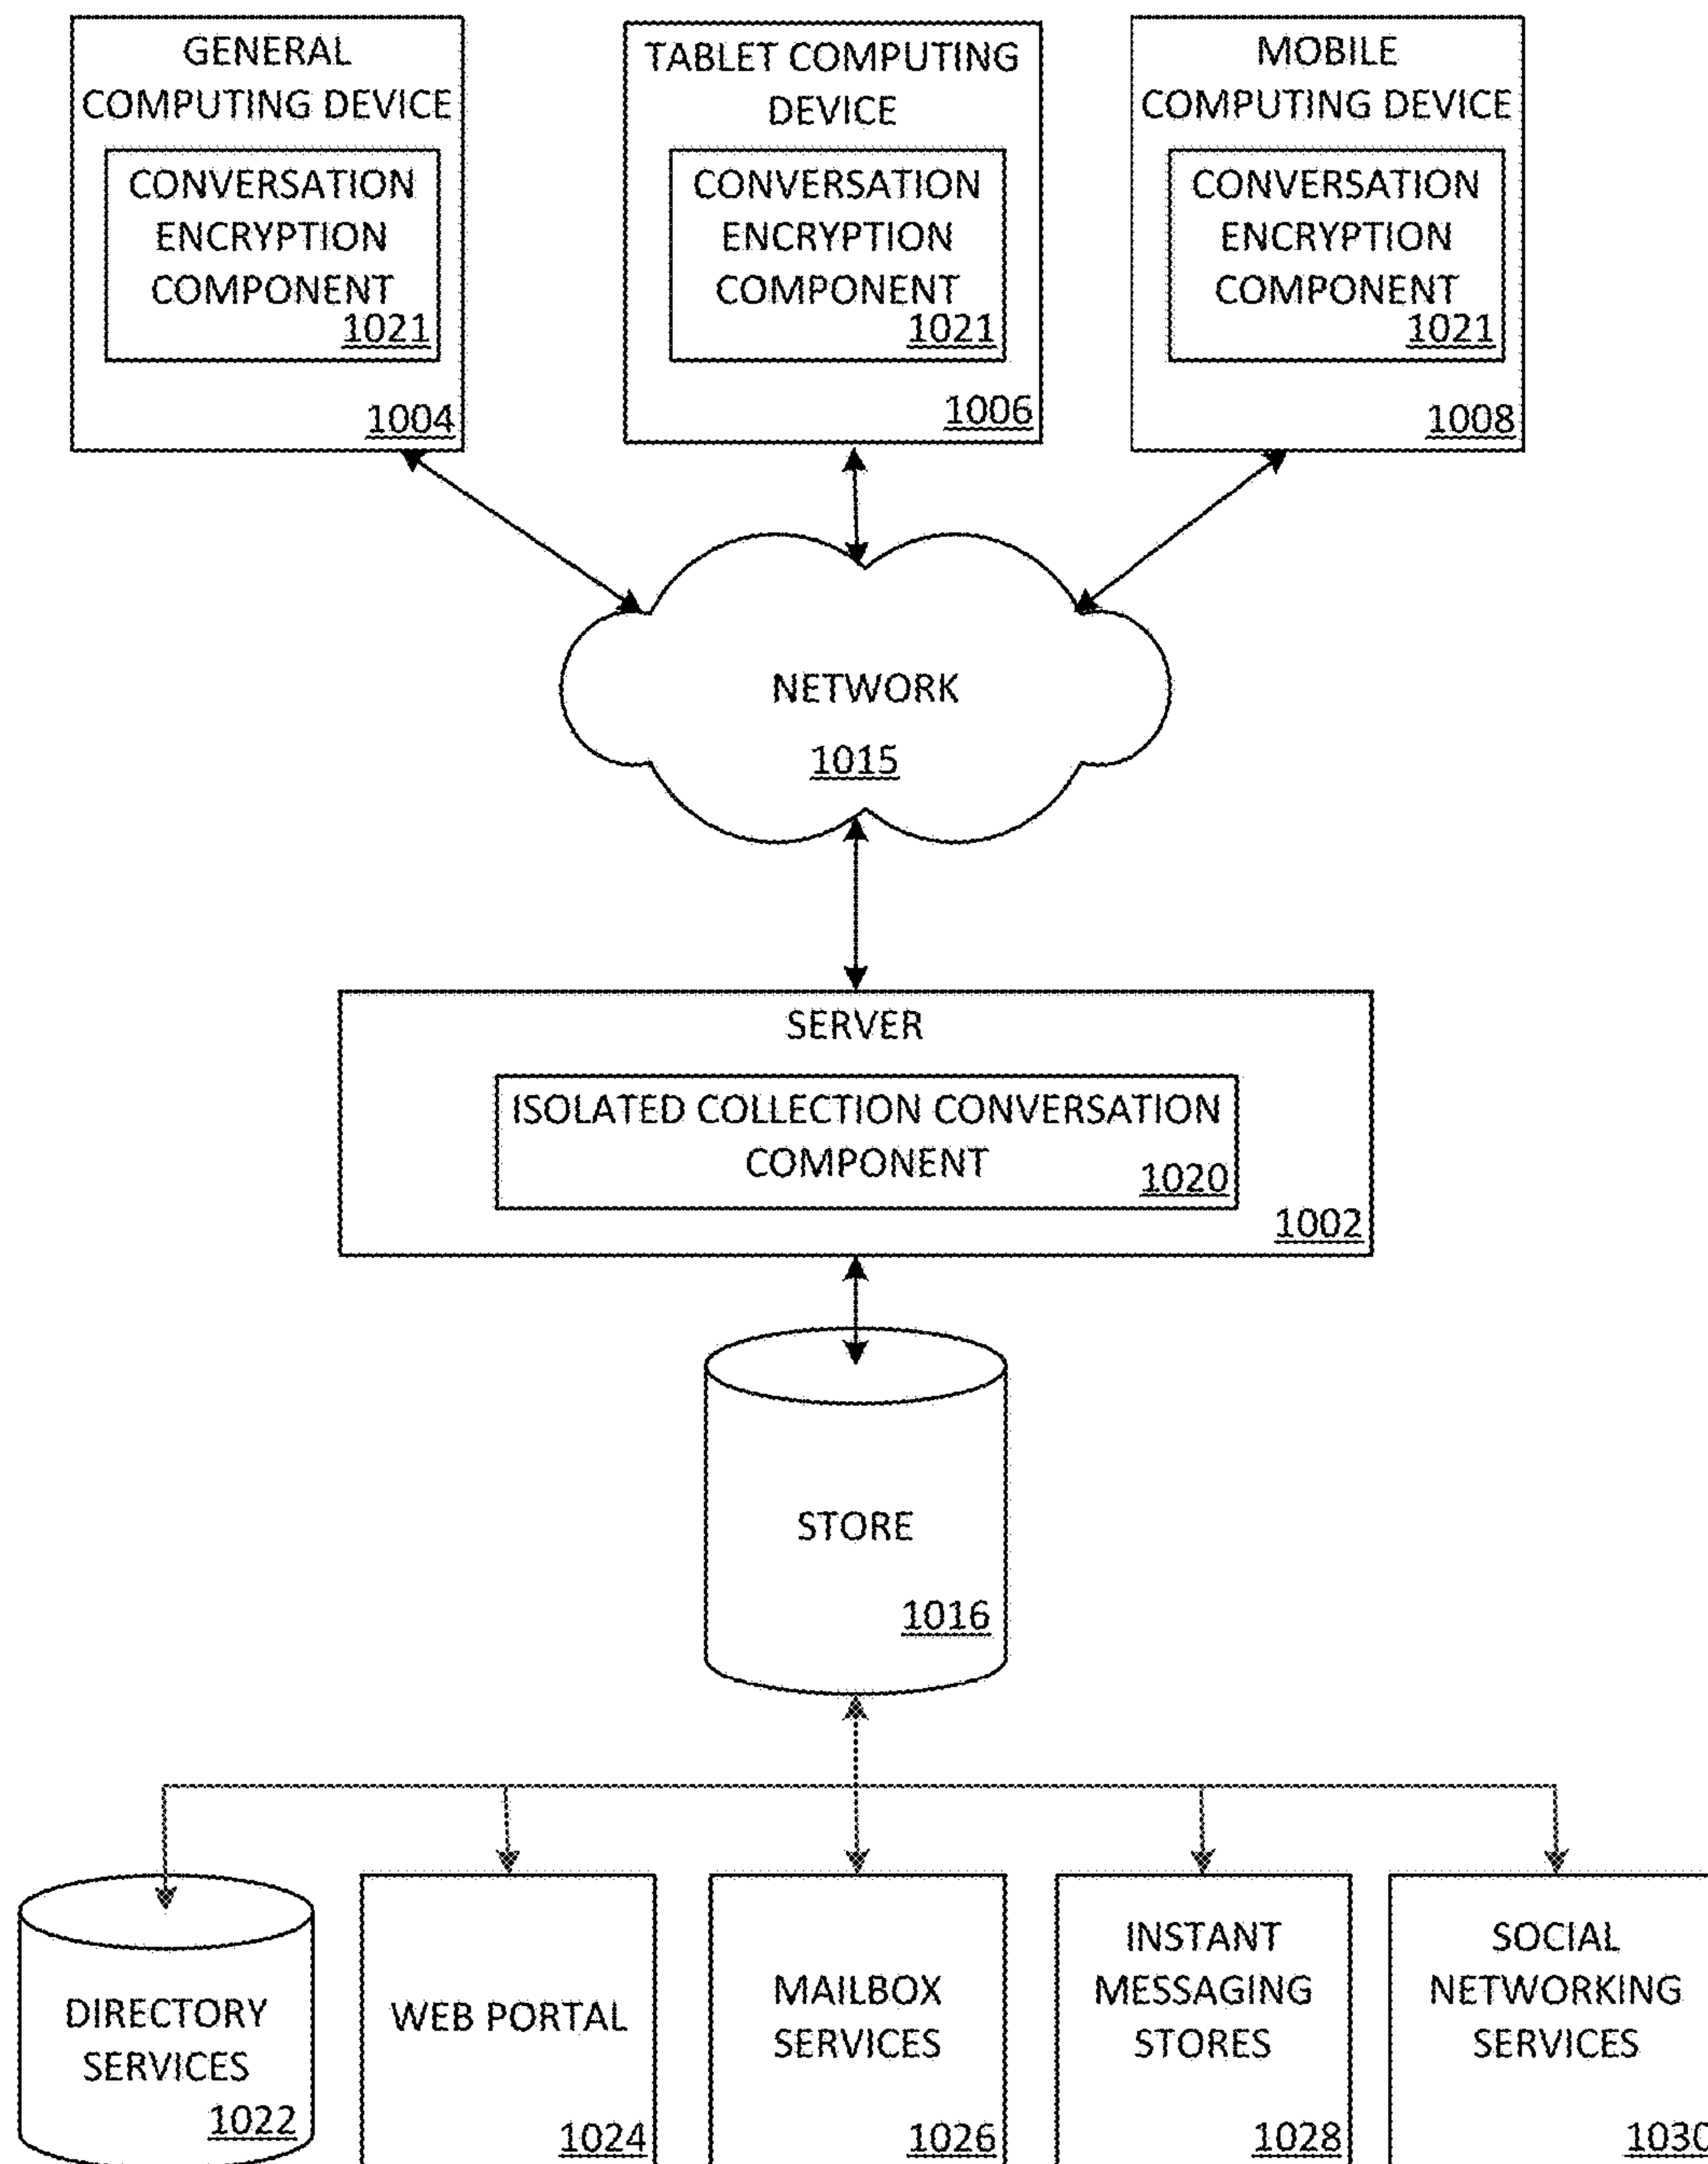 GENERAL
COMPUTING DEVICE
CONVERSATION
ENCRYPTION
COMPONENT
1021
1004
TABLET COMPUTING
DEVICE
CONVERSATION
ENCRYPTION
COMPONENT
1021
1006
MOBILE
COMPUTING DEVICE
CONVERSATION
ENCRYPTION
COMPONENT
1021
1008
NETWORK
1015
SERVER
ISOLATED COLLECTION CONVERSATION
COMPONENT
1020
1002
STORE
1016
DIRECTORY
SERVICES
1022
WEB PORTAL
1024
MAILBOX
SERVICES
1026
INSTANT
MESSAGING
STORES
1028
SOCIAL
NETWORKING
SERVICES
1030